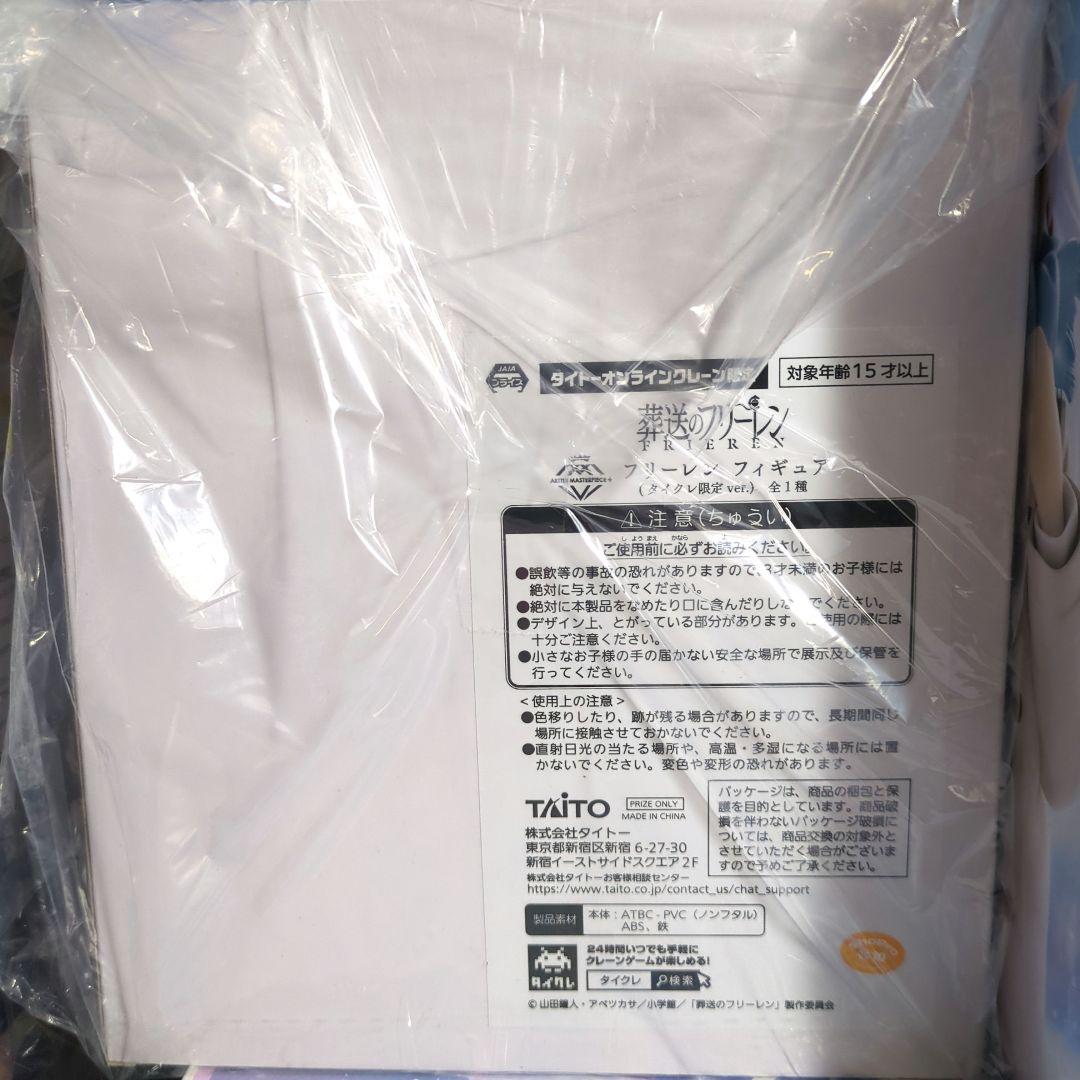 JAIA
プライズ
タイトーオンラインクレーン限定
対象年齢15才以上
葬送のフリーレン
FRIEREN
ARTIST MASTERPIECE+
フリーレン フィギュア
(タイクレ限定ver.) 全1種
注意(ちゅうい)
しようまえ かなら よ
ご使用前に必ずお読みください。
●誤飲等の事故の恐れがありますので、3才未満のお子様には
絶対に与えないでください。
●絶対に本製品をなめたり口に含んだりしないでください。
●デザイン上、とがっている部分があります。ご使用の際には
十分ご注意ください。
●小さなお子様の手の届かない安全な場所で展示及び保管を
行ってください。
<使用上の注意>
●色移りしたり、跡が残る場合がありますので、長期間同じ
場所に接触させておかないでください。
●直射日光の当たる場所や、高温・多湿になる場所には置
かないでください。変色や変形の恐れがあります。
TAITO
PRIZE ONLY
MADE IN CHINA
株式会社タイトー
東京都新宿区新宿6-27-30
新宿イーストサイドスクエア2F
株式会社タイトーお客様相談センター
https://www.taito.co.jp/contact_us/chat_support
パッケージは、商品の梱包と保
護を目的としています。商品破
損を伴わないパッケージ破損に
ついては、商品交換の対象外と
させていただく場合がございま
すので予めご了承ください。
製品素材
本体:ATBC-PVC(ノンフタル)
ABS、鉄
タイクレ
24時間いつでも手軽に
クレーンゲームが楽しめる!
タイクレ 検索
©山田鐘人・アベツカサ/小学館/「葬送のフリーレン」製作委員会